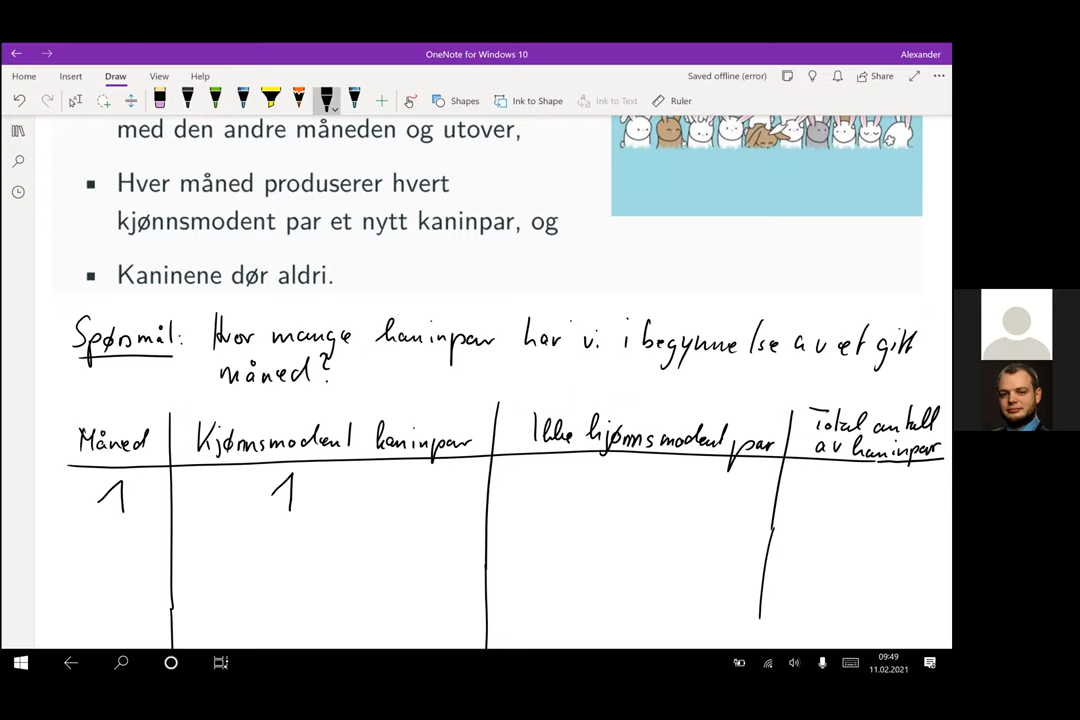 OneNote for Windows 10
Alexander
Home Insert Draw View Help
Saved offline (error) Share
Shapes Ink to Shape Ink to Text Ruler
med den andre måneden og utover,
Hver måned produserer hvert
kjønnsmodent par et nytt kaninpar, og
Kaninene dør aldri.
Spørsmål: Hvor mange kaninpar har vi i begynnelse av et gitt
måned?
Måned Kjønnsmodent kaninpar Ikke kjønnsmodent par Total antall
av kaninpar
1 1
09:49
11.02.2021